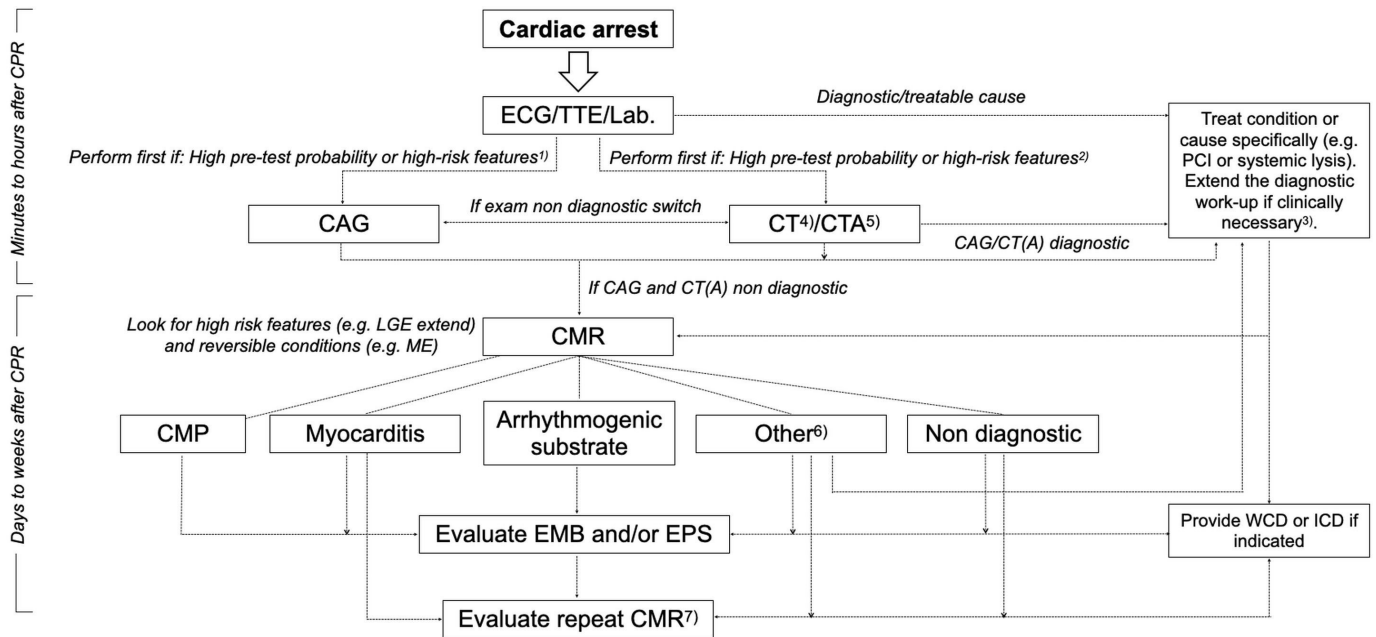 Minutes to hours after CPR
Cardiac arrest
ECG/TTE/Lab.
Diagnostic/treatable cause
Perform first if: High pre-test probability or high-risk features1)
Perform first if: High pre-test probability or high-risk features2)
Treat condition or
cause specifically (e.g.
PCI or systemic lysis).
Extend the diagnostic
work-up if clinically
necessary3).
CAG
If exam non diagnostic switch
CT4)/CTA5)
CAG/CT(A) diagnostic
If CAG and CT(A) non diagnostic
Days to weeks after CPR
Look for high risk features (e.g. LGE extend)
and reversible conditions (e.g. ME)
CMR
CMP
Myocarditis
Arrhythmogenic
substrate
Other6)
Non diagnostic
Evaluate EMB and/or EPS
Provide WCD or ICD if
indicated
Evaluate repeat CMR7)